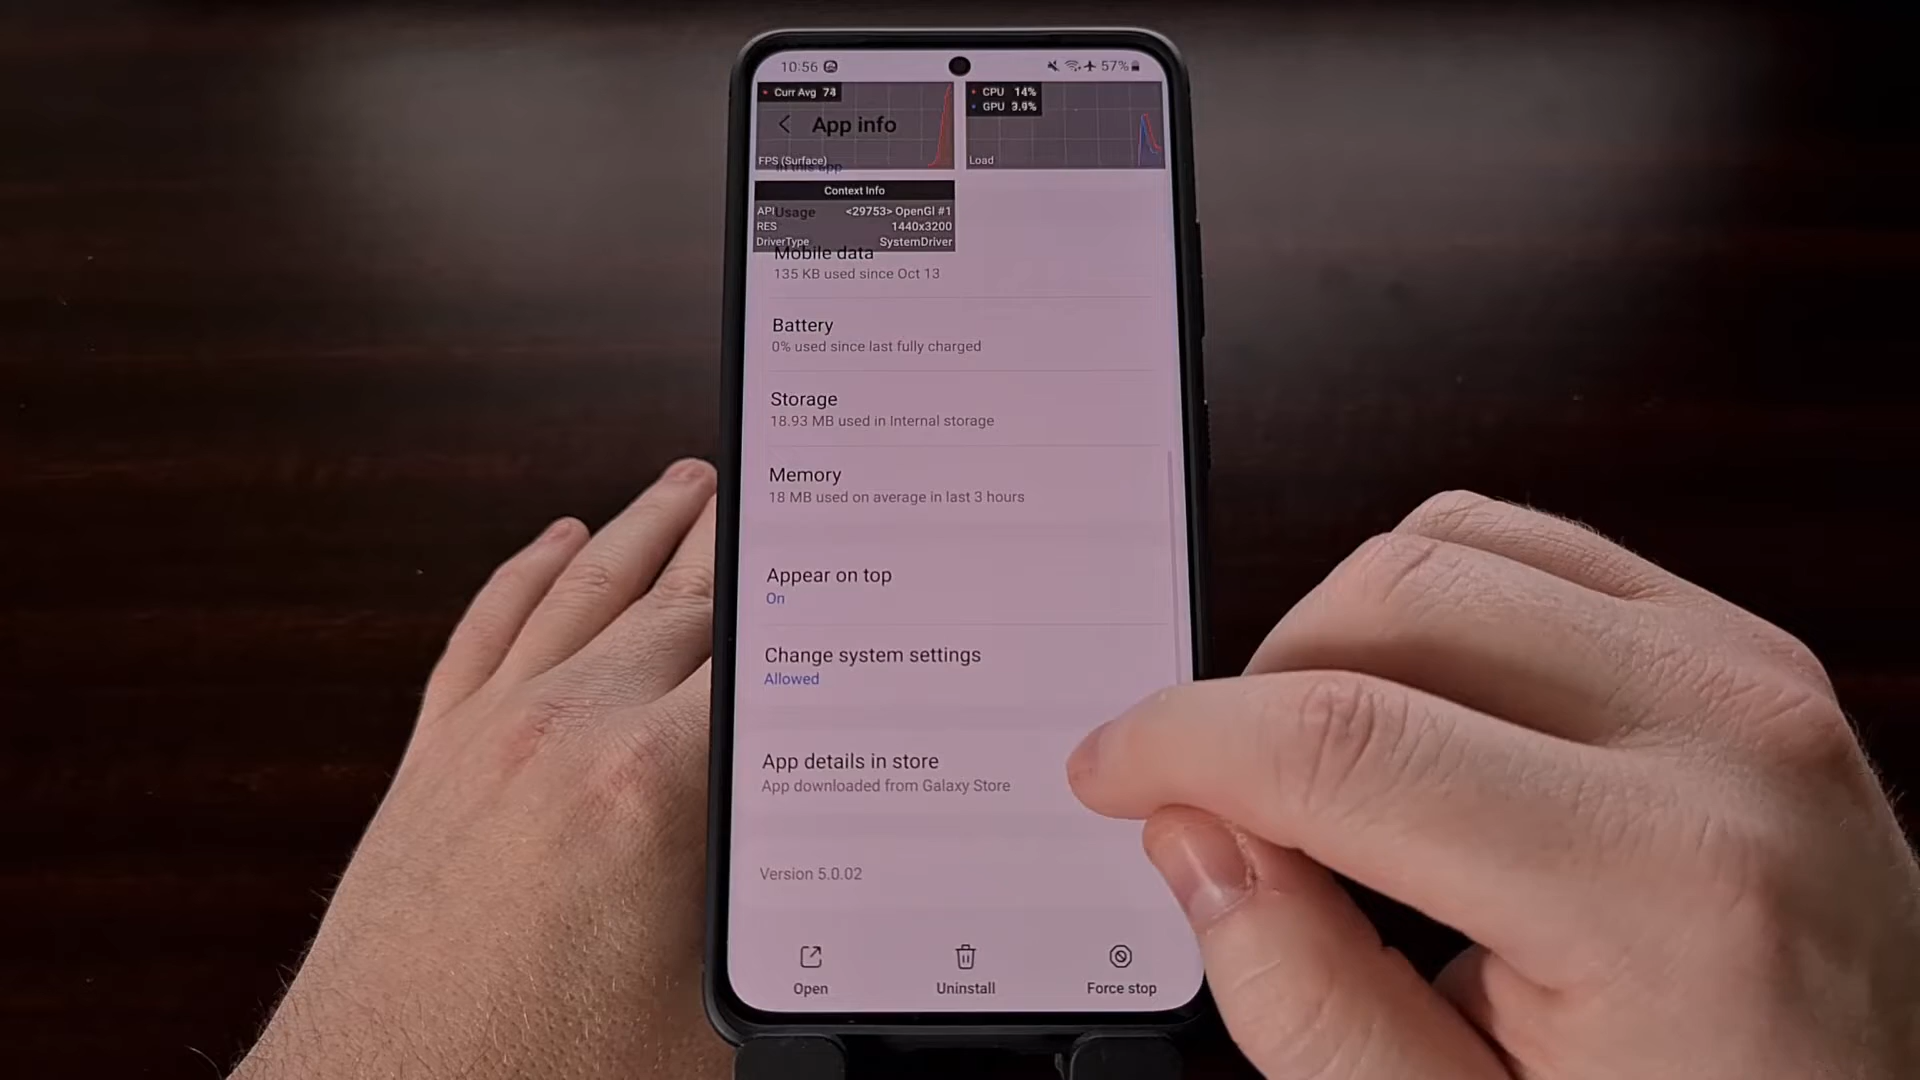 10:56
57%
Curr Avg 74
CPU 14%
GPU 3.9%
App info
FPS (Surface)
Load
in this app
Context Info
API <29753> OpenGl #1
Usage
RES 1440x3200
DriverType SystemDriver
Mobile data
135 KB used since Oct 13
Battery
0% used since last fully charged
Storage
18.93 MB used in Internal storage
Memory
18 MB used on average in last 3 hours
Appear on top
On
Change system settings
Allowed
App details in store
App downloaded from Galaxy Store
Version 5.0.02
Open
Uninstall
Force stop